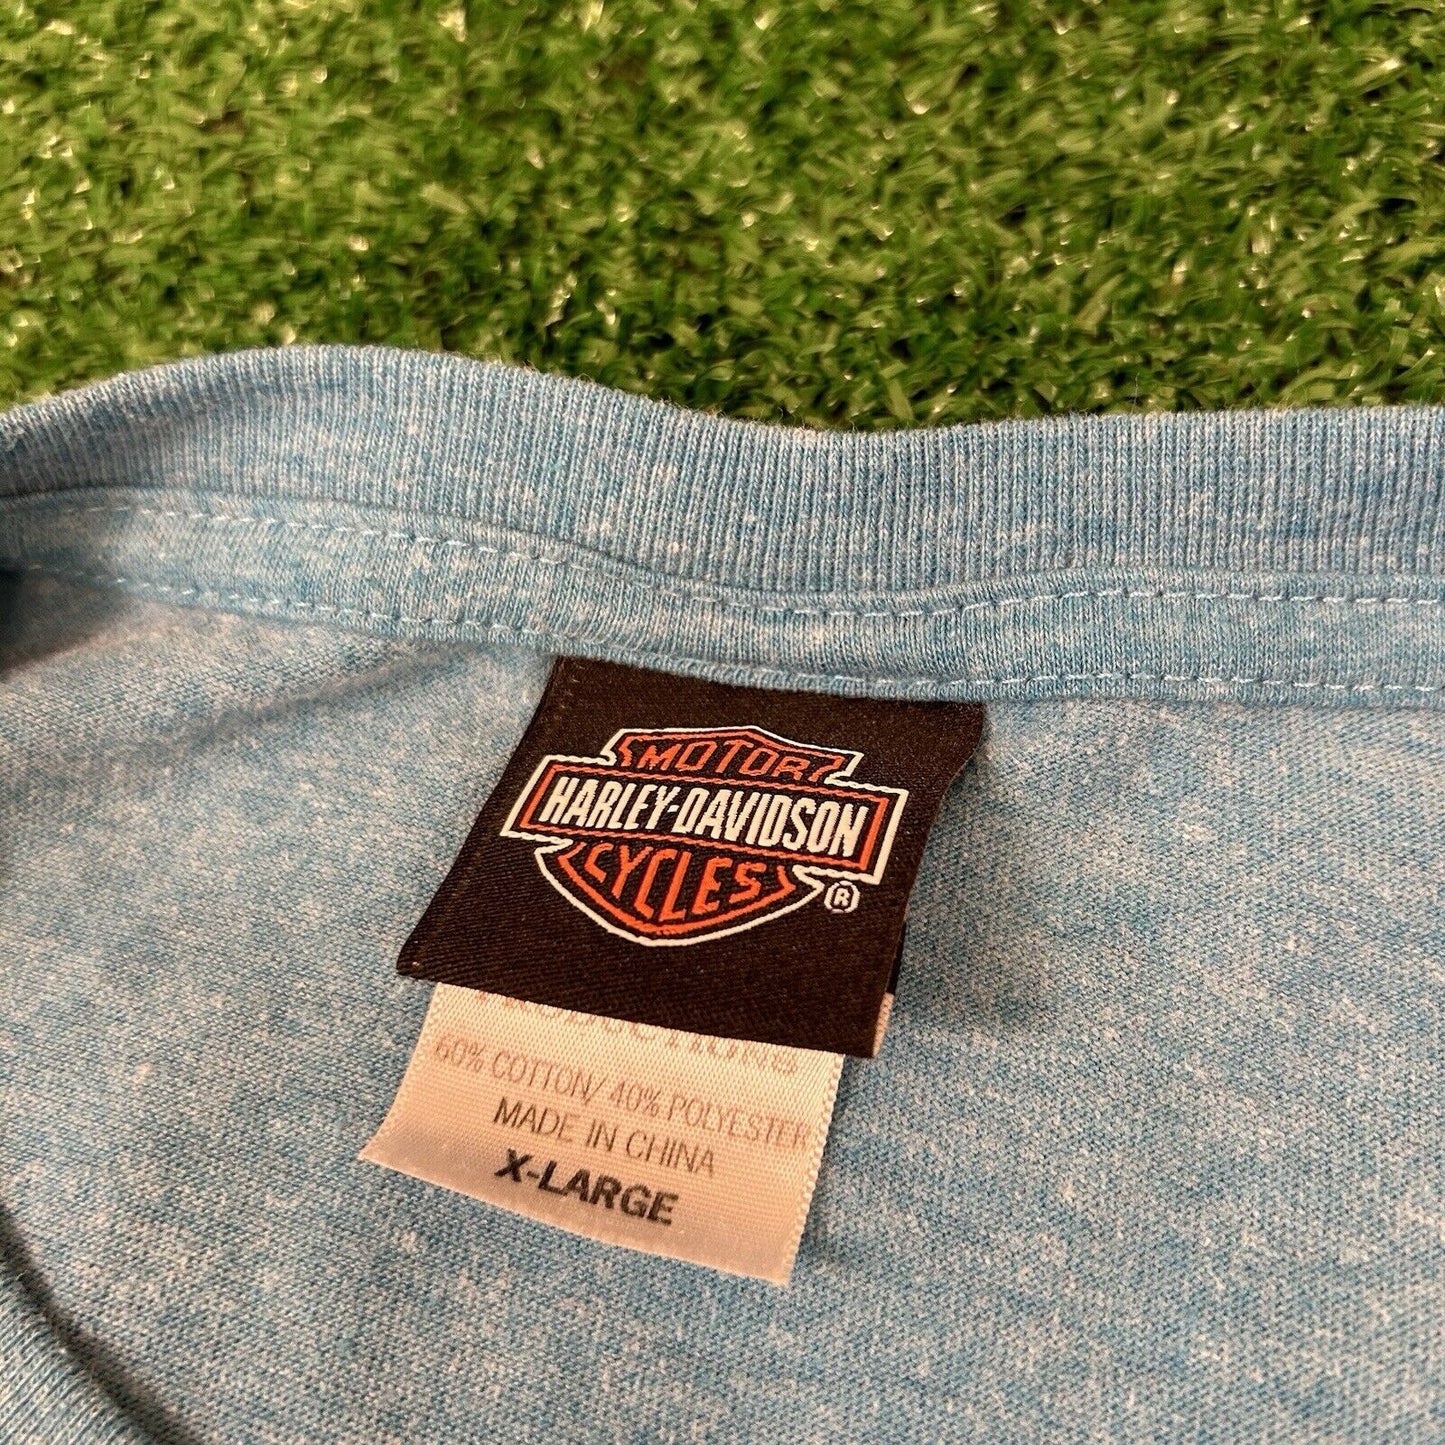 MOTOR
HARLEY-DAVIDSON
CYCLES
®
60% COTTON/ 40% POLYESTER
MADE IN CHINA
X-LARGE